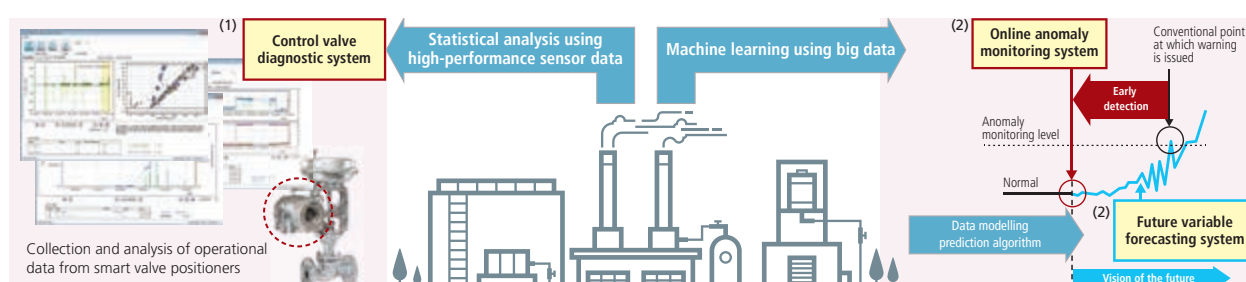 (1)
Control valve
diagnostic system
Collection and analysis of operational
data from smart valve positioners
Statistical analysis using
high-performance sensor data
Machine learning using big data
(2)
Online anomaly
monitoring system
Conventional point
at which warning
is issued
Early
detection
Anomaly
monitoring level
Normal
Data modelling
prediction algorithm
(2)
Future variable
forecasting system
Vision of the future